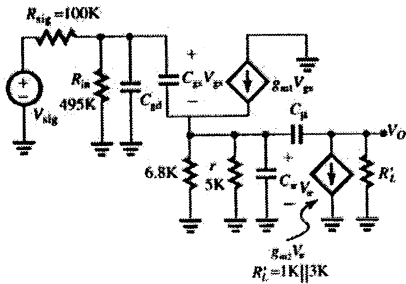 R_sig = 100K
V_sig
R_in
495K
C_gd
+
C_gs V_gs
−
g_m1 V_gs
6.8K
r
5K
C_π
+
V_π
−
C_μ
V_O
R'_L
g_m2 V_π
R'_L = 1K||3K